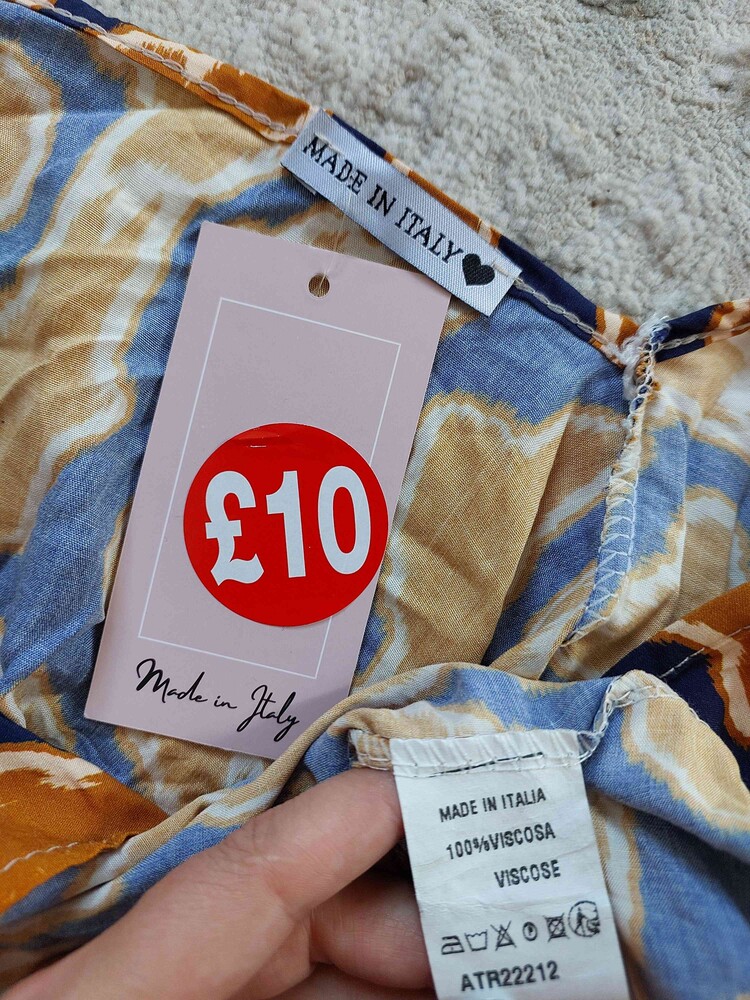 MADE IN ITALY
£10
Made in Italy
MADE IN ITALIA
100%VISCOSA
VISCOSE
ATR22212